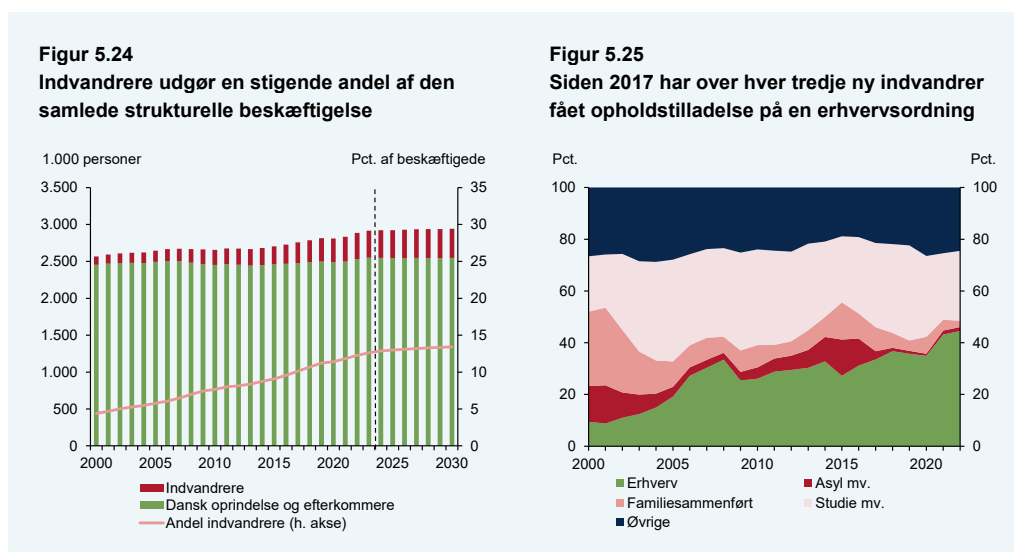 Figur 5.24
Indvandrere udgør en stigende andel af den
samlede strukturelle beskæftigelse
1.000 personer
Pct. af beskæftigede
3.500
3.000
2.500
2.000
1.500
1.000
500
0
35
30
25
20
15
10
5
0
2000
2005
2010
2015
2020
2025
2030
Indvandrere
Dansk oprindelse og efterkommere
Andel indvandrere (h. akse)
Figur 5.25
Siden 2017 har over hver tredje ny indvandrer
fået opholdstilladelse på en erhvervsordning
Pct.
Pct.
100
80
60
40
20
0
100
80
60
40
20
0
2000
2005
2010
2015
2020
Erhverv
Asyl mv.
Familiesammenført
Studie mv.
Øvrige